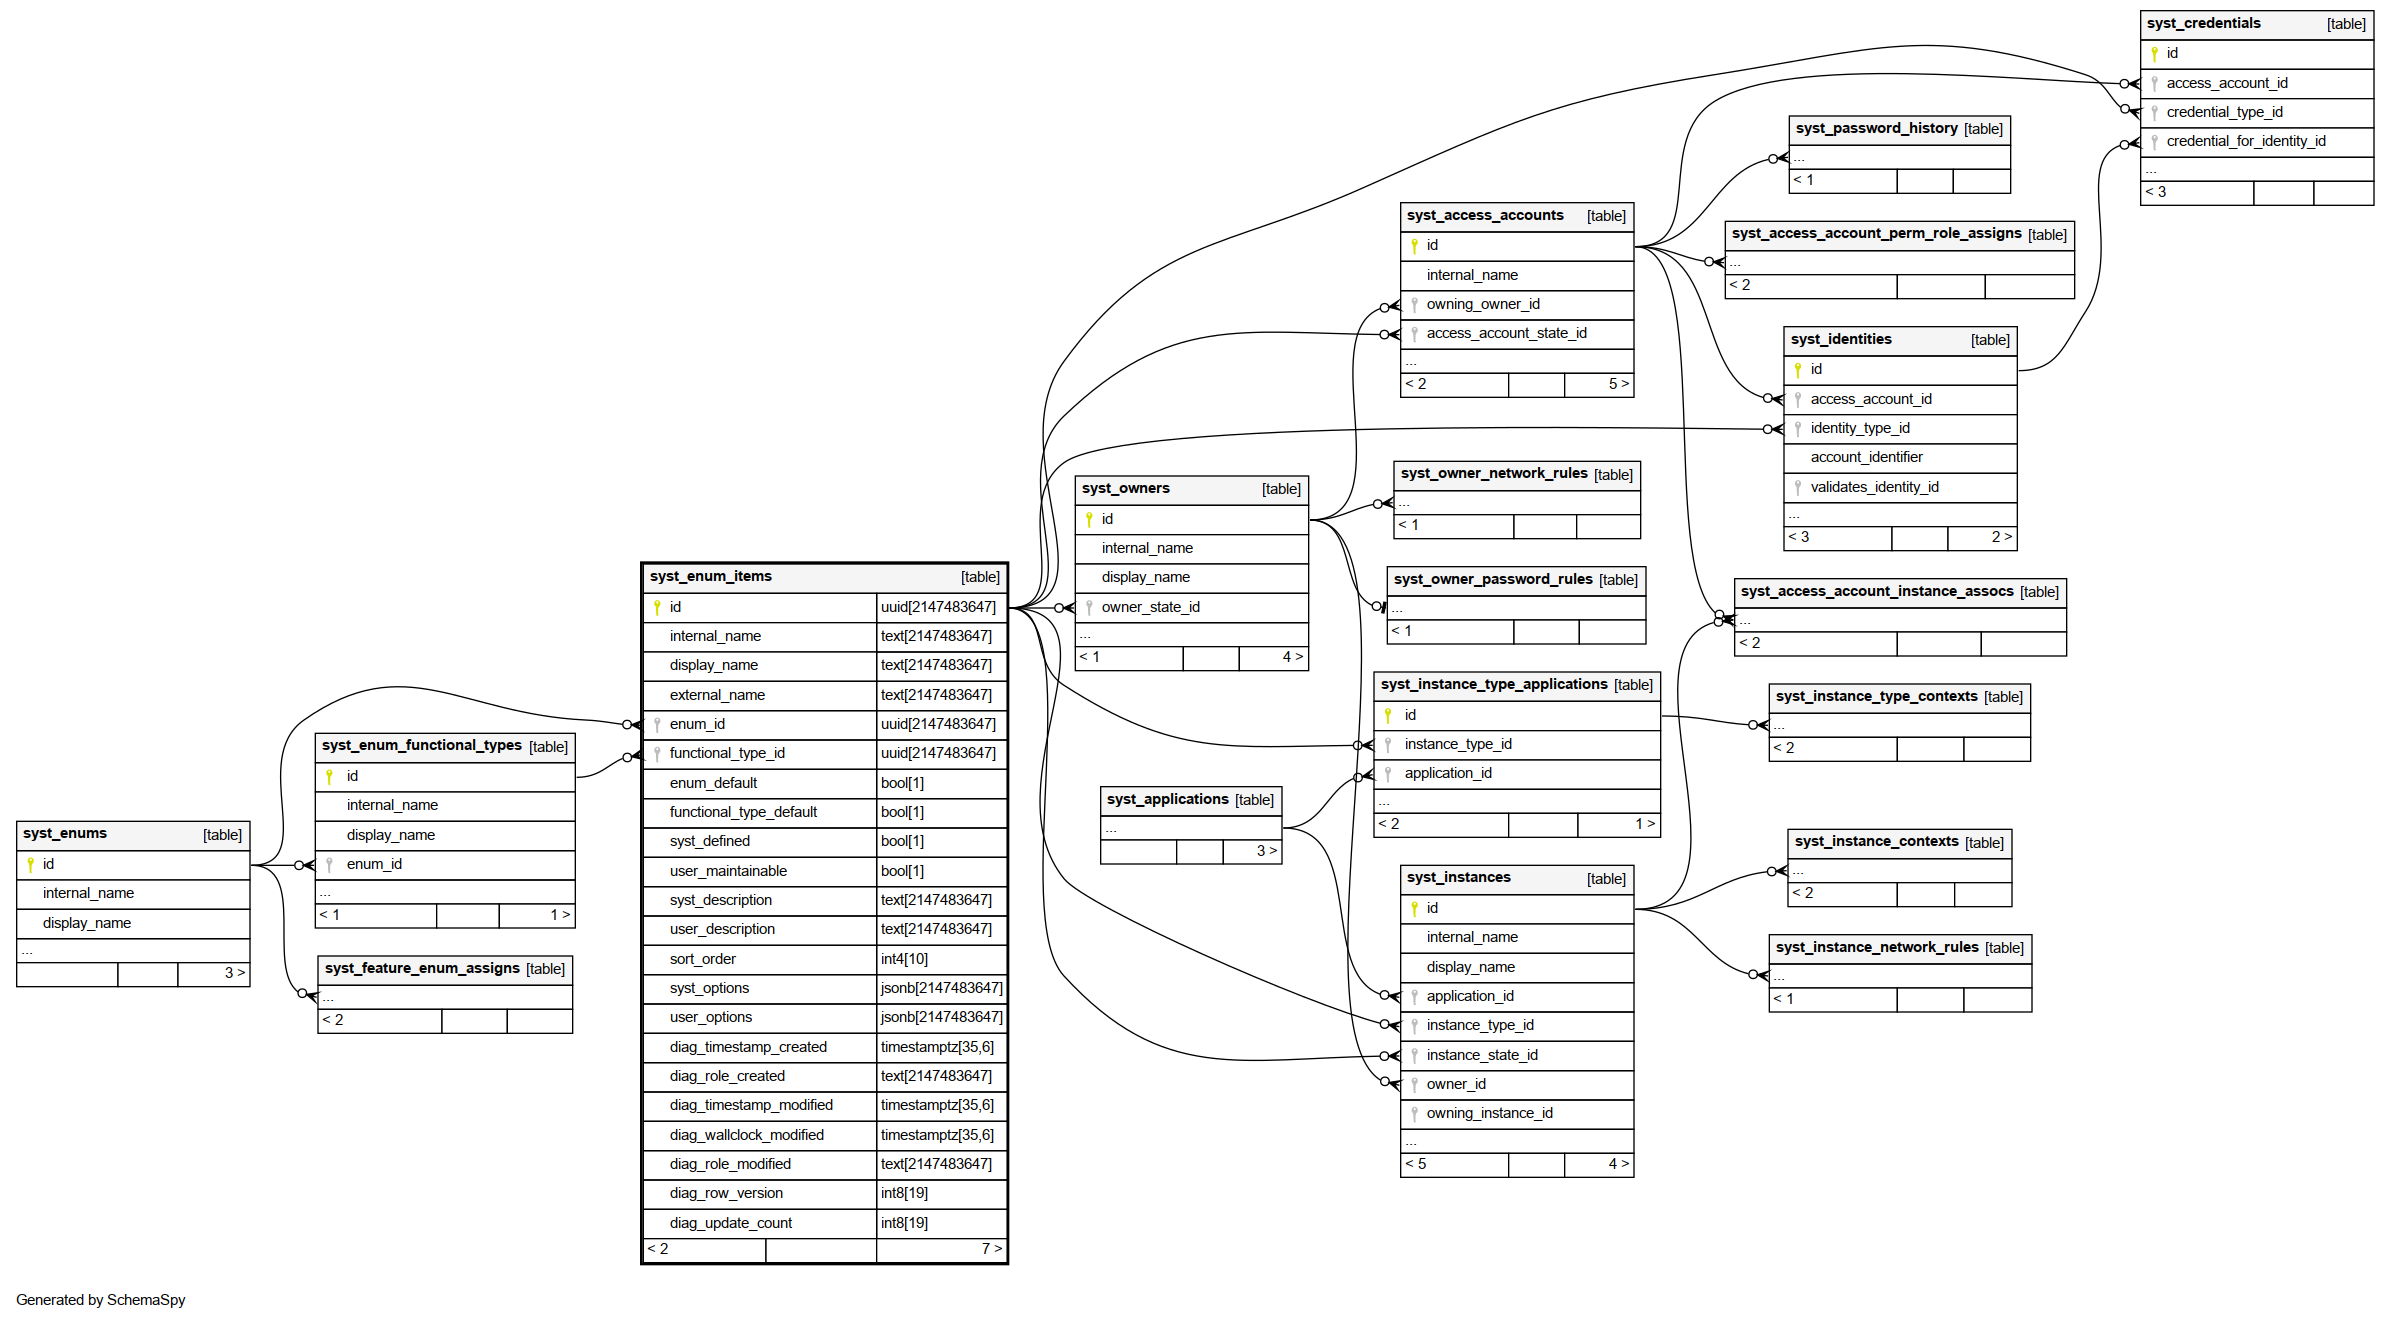 syst_credentials [table]
id
access_account_id
credential_type_id
credential_for_identity_id
...
< 3
syst_password_history [table]
...
< 1
syst_access_accounts [table]
id
internal_name
owning_owner_id
access_account_state_id
...
< 2 5 >
syst_access_account_perm_role_assigns [table]
...
< 2
syst_identities [table]
id
access_account_id
identity_type_id
account_identifier
validates_identity_id
...
< 3 2 >
syst_owners [table]
id
internal_name
display_name
owner_state_id
...
< 1 4 >
syst_owner_network_rules [table]
...
< 1
syst_owner_password_rules [table]
...
< 1
syst_access_account_instance_assocs [table]
...
< 2
syst_enum_items [table]
id uuid[2147483647]
internal_name text[2147483647]
display_name text[2147483647]
external_name text[2147483647]
enum_id uuid[2147483647]
functional_type_id uuid[2147483647]
enum_default bool[1]
functional_type_default bool[1]
syst_defined bool[1]
user_maintainable bool[1]
syst_description text[2147483647]
user_description text[2147483647]
sort_order int4[10]
syst_options jsonb[2147483647]
user_options jsonb[2147483647]
diag_timestamp_created timestamptz[35,6]
diag_role_created text[2147483647]
diag_timestamp_modified timestamptz[35,6]
diag_wallclock_modified timestamptz[35,6]
diag_role_modified text[2147483647]
diag_row_version int8[19]
diag_update_count int8[19]
< 2 7 >
syst_instance_type_applications [table]
id
instance_type_id
application_id
...
< 2 1 >
syst_instance_type_contexts [table]
...
< 2
syst_enum_functional_types [table]
id
internal_name
display_name
enum_id
...
< 1 1 >
syst_applications [table]
...
3 >
syst_enums [table]
id
internal_name
display_name
...
3 >
syst_instance_contexts [table]
...
< 2
syst_instances [table]
id
internal_name
display_name
application_id
instance_type_id
instance_state_id
owner_id
owning_instance_id
...
< 5 4 >
syst_instance_network_rules [table]
...
< 1
syst_feature_enum_assigns [table]
...
< 2
Generated by SchemaSpy